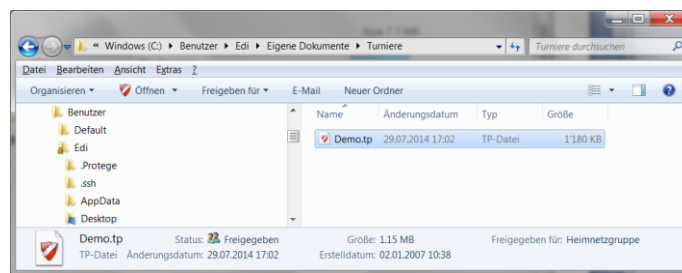 « Windows (C:) ▸ Benutzer ▸ Edi ▸ Eigene Dokumente ▸ Turniere
Turniere durchsuchen
Datei Bearbeiten Ansicht Extras ?
Organisieren Öffnen Freigeben für E-Mail Neuer Ordner
Name Änderungsdatum Typ Größe
Demo.tp 29.07.2014 17:02 TP-Datei 1'180 KB
Benutzer
Default
Edi
.Protege
.ssh
AppData
Desktop
Demo.tp Status: Freigegeben Größe: 1.15 MB Freigegeben für: Heimnetzgruppe
TP-Datei Änderungsdatum: 29.07.2014 17:02 Erstelldatum: 02.01.2007 10:38